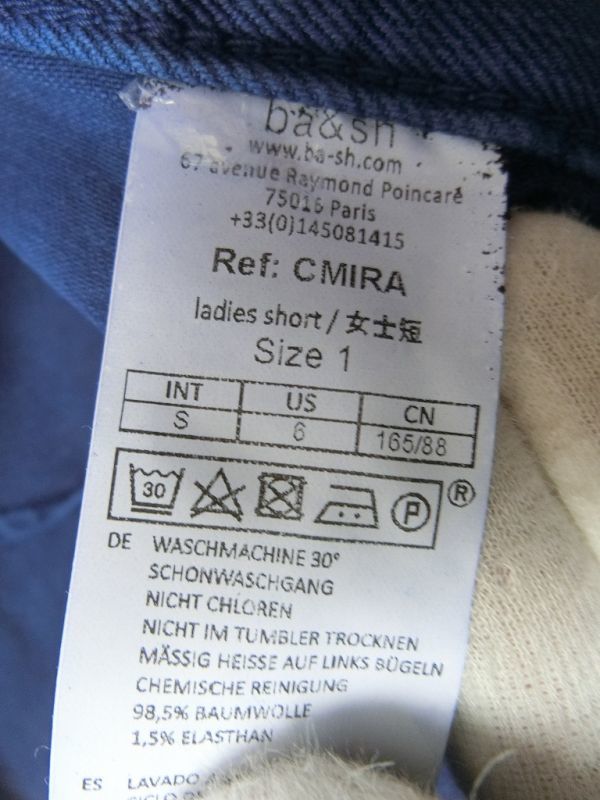 ba&sh
www.ba-sh.com
67 avenue Raymond Poincaré
75016 Paris
+33(0)145081415
Ref: CMIRA
ladies short / 女士短
Size 1
INT US CN
S 6 165/88
30 P ®
DE WASCHMACHINE 30°
SCHONWASCHGANG
NICHT CHLOREN
NICHT IM TUMBLER TROCKNEN
MÄSSIG HEISSE AUF LINKS BÜGELN
CHEMISCHE REINIGUNG
98,5% BAUMWOLLE
1,5% ELASTHAN
ES LAVADO A